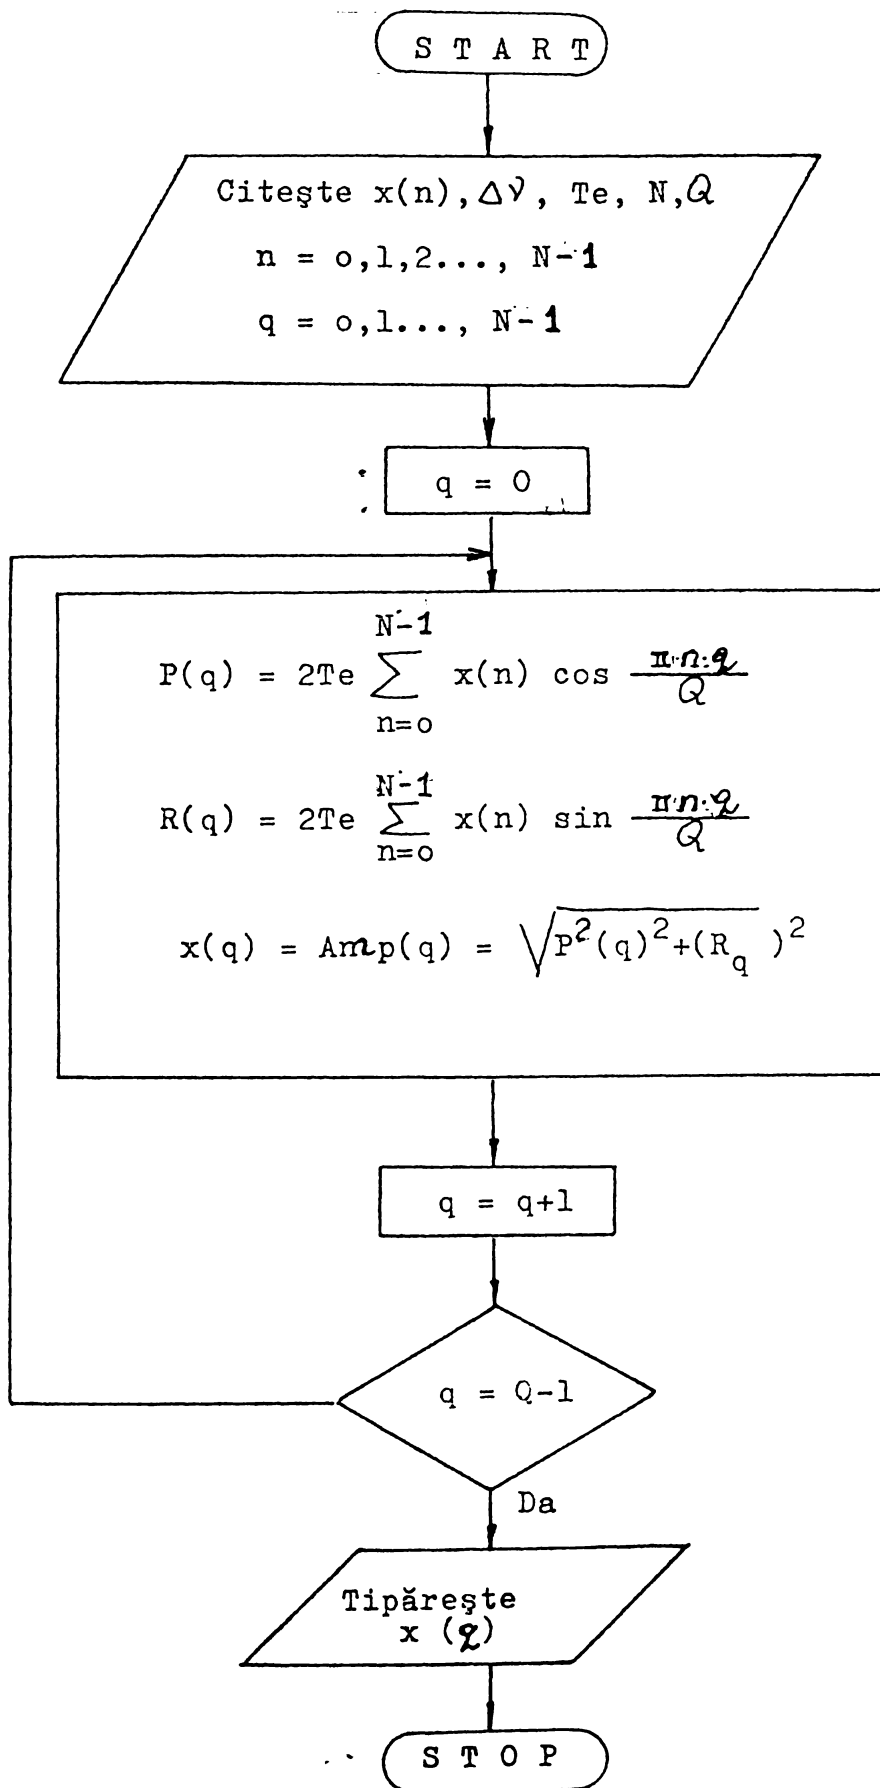 S T A R T
Citeşte x(n), Δν, Te, N, Q
n = o,1,2..., N-1
q = o,1..., N-1
q = 0
P(q) = 2Te ∑_{n=o}^{N-1} x(n) cos π·n·q/Q
R(q) = 2Te ∑_{n=o}^{N-1} x(n) sin π·n·q/Q
x(q) = Amp(q) = √P²(q)²+(R_q )²
q = q+1
q = Q-1
Da
Tipăreşte
x (q)
S T O P